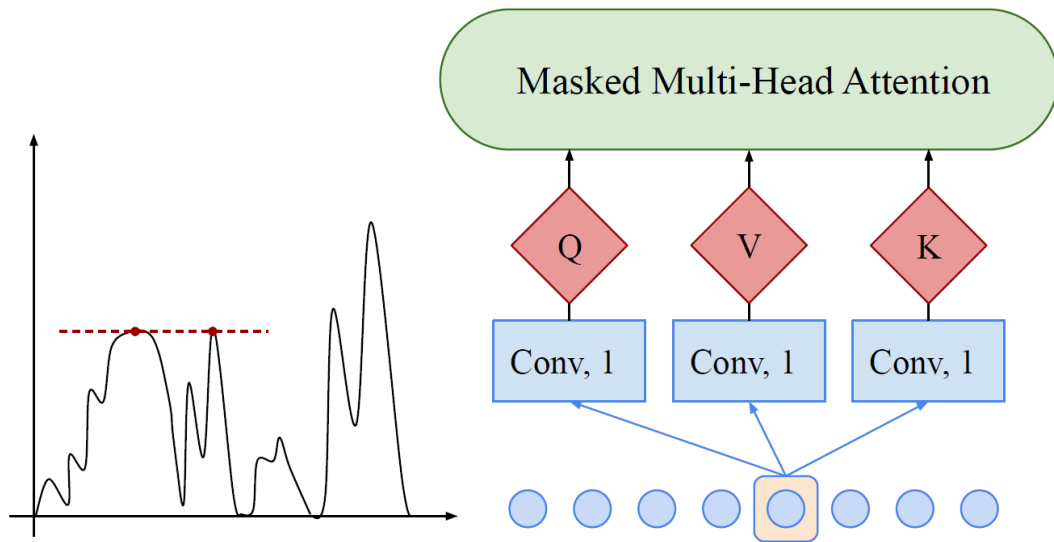 Masked Multi-Head Attention
Q V K
Conv, 1 Conv, 1 Conv, 1